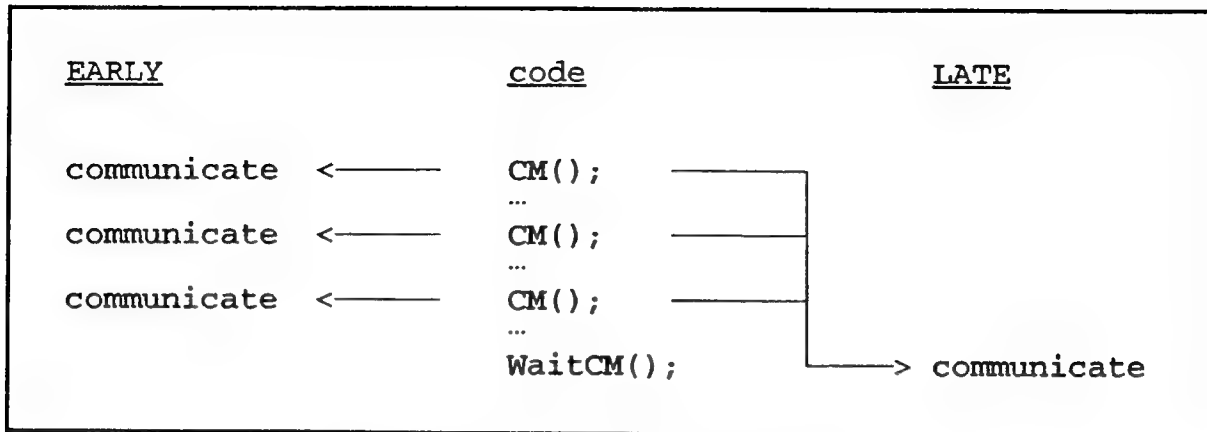 EARLY code LATE
communicate <—— CM();
...
communicate <—— CM();
...
communicate <—— CM();
...
WaitCM(); ——> communicate